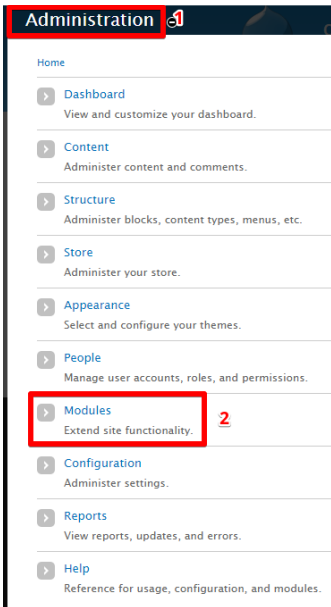 Administration 1
Home
Dashboard
View and customize your dashboard.
Content
Administer content and comments.
Structure
Administer blocks, content types, menus, etc.
Store
Administer your store.
Appearance
Select and configure your themes.
People
Manage user accounts, roles, and permissions.
Modules
Extend site functionality. 2
Configuration
Administer settings.
Reports
View reports, updates, and errors.
Help
Reference for usage, configuration, and modules.